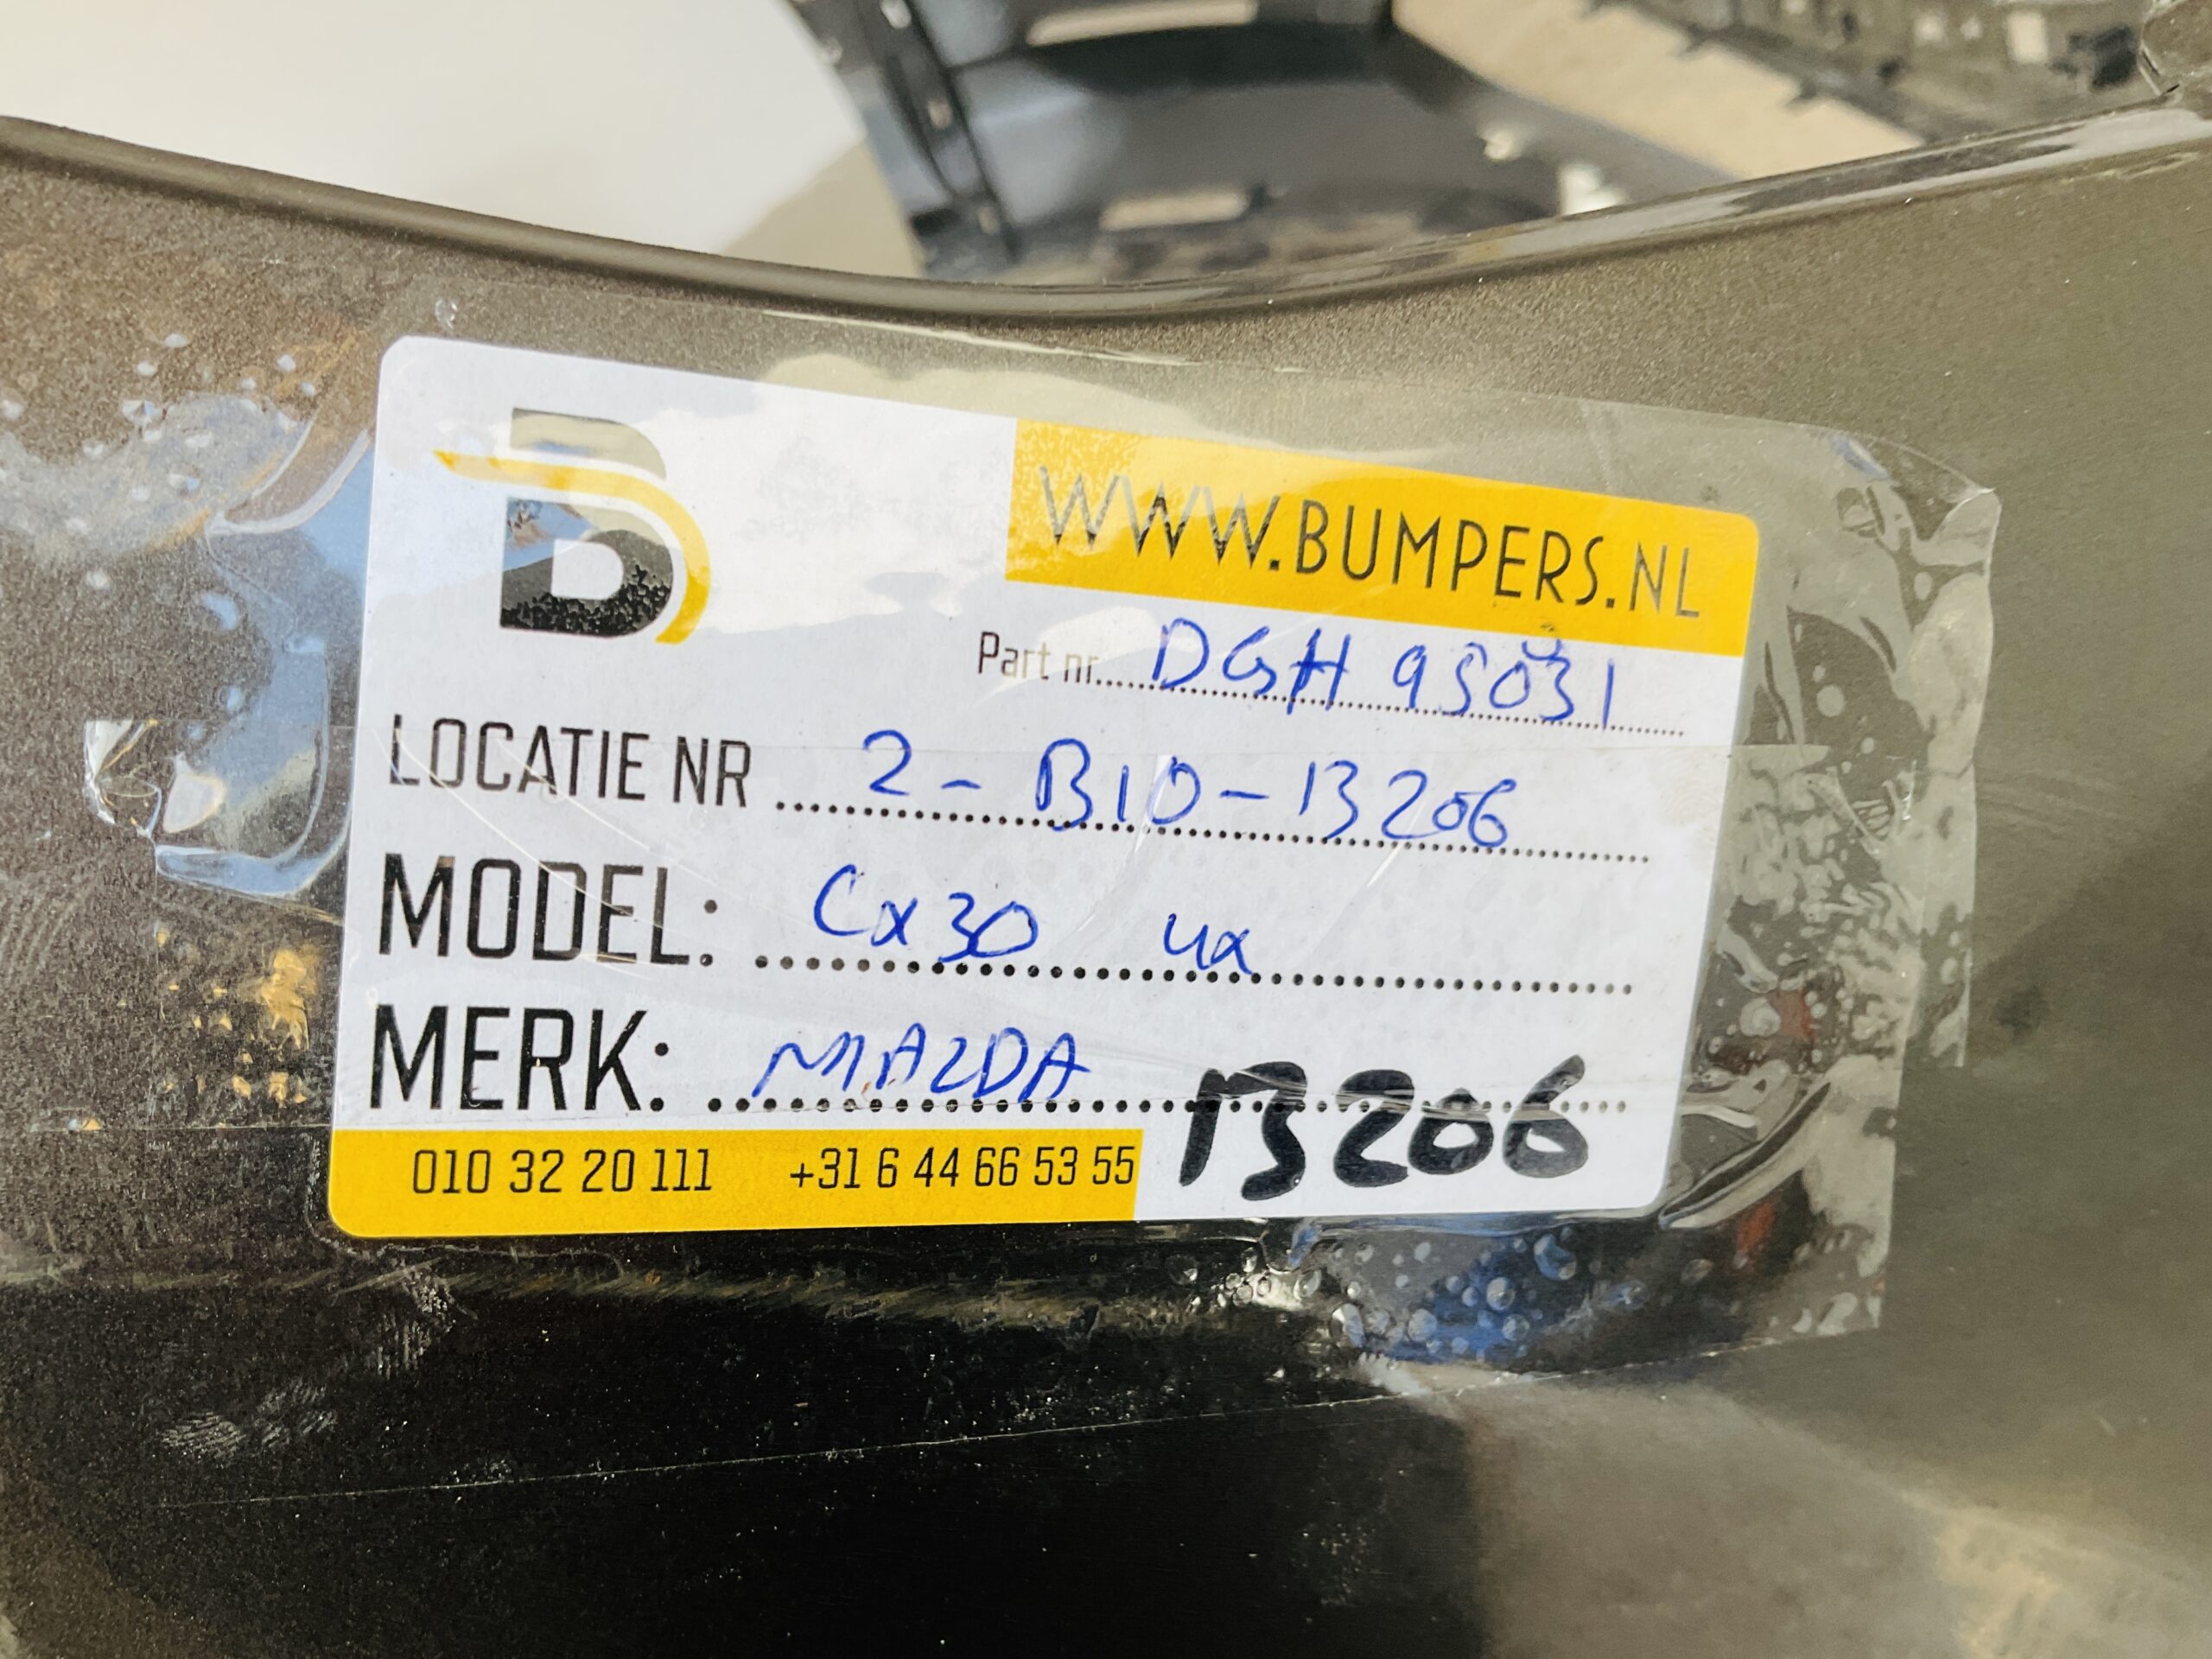 B
WWW.BUMPERS.NL
Part nr. DGH 95031
LOCATIE NR 2 - B10 - 13206
MODEL: Cx30 4x
MERK: MAZDA
13206
010 32 20 111 +31 6 44 66 53 55